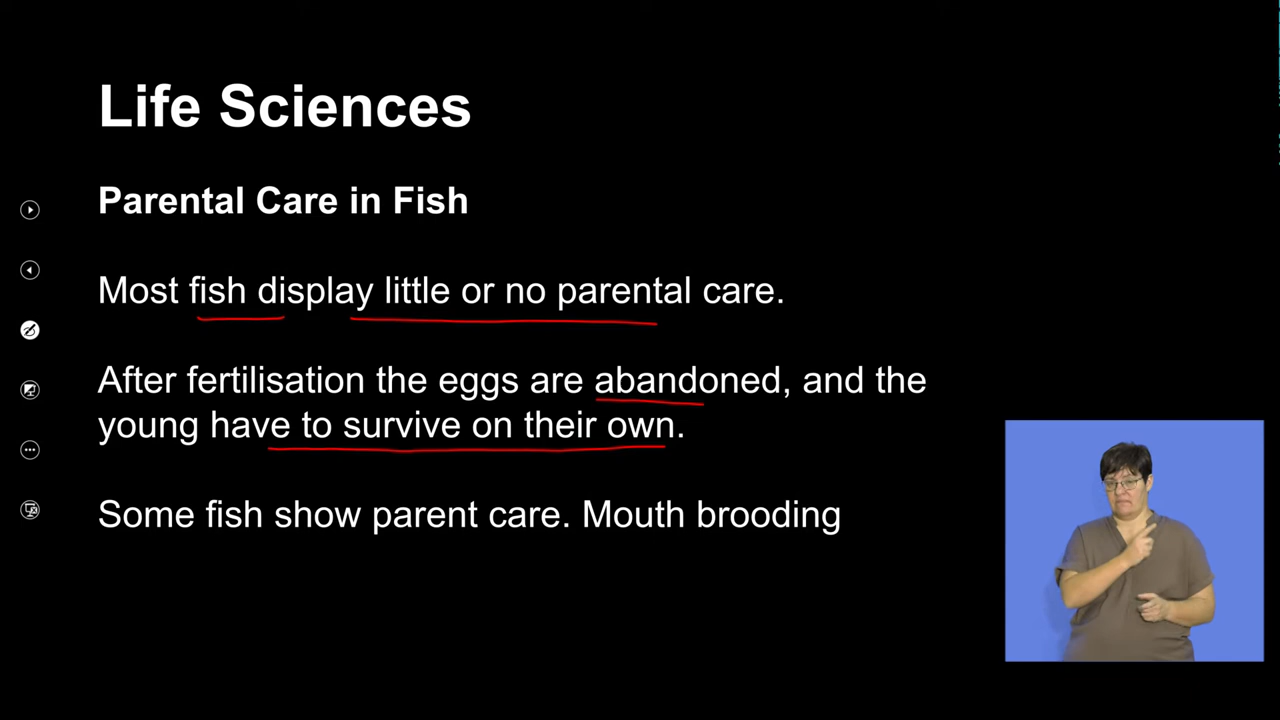 Life Sciences
Parental Care in Fish
Most fish display little or no parental care.
After fertilisation the eggs are abandoned, and the
young have to survive on their own.
Some fish show parent care. Mouth brooding